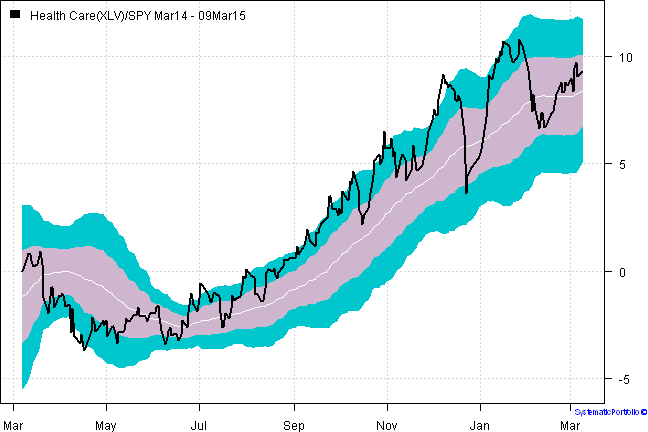 Health Care(XLV)/SPY Mar14 - 09Mar15
10
5
0
-5
SystematicPortfolio ©
Mar May Jul Sep Nov Jan Mar